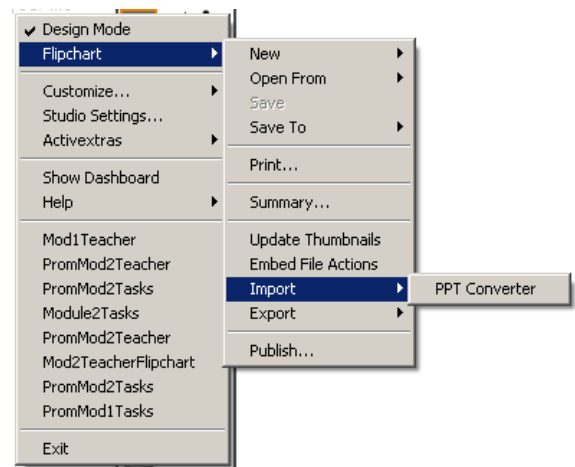 Design Mode
Flipchart
Customize...
Studio Settings...
Activextras
Show Dashboard
Help
Mod1Teacher
PromMod2Teacher
PromMod2Tasks
Module2Tasks
PromMod2Teacher
Mod2TeacherFlipchart
PromMod2Tasks
PromMod1Tasks
Exit
New
Open From
Save
Save To
Print...
Summary...
Update Thumbnails
Embed File Actions
Import
Export
Publish...
PPT Converter